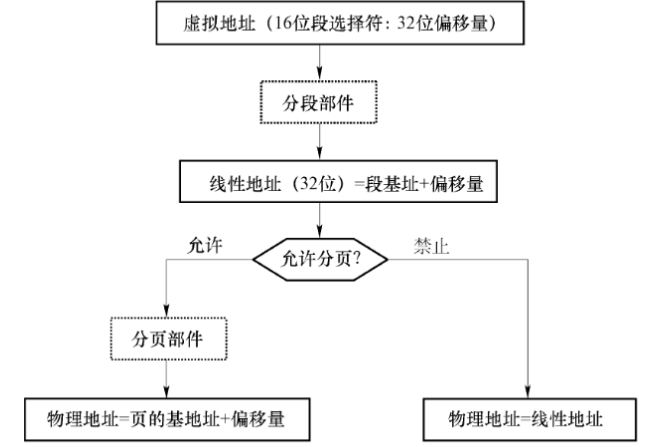 虚拟地址（16位段选择符：32位偏移量）
分段部件
线性地址（32位）=段基址+偏移量
允许
允许分页?
禁止
分页部件
物理地址=页的基地址+偏移量
物理地址=线性地址